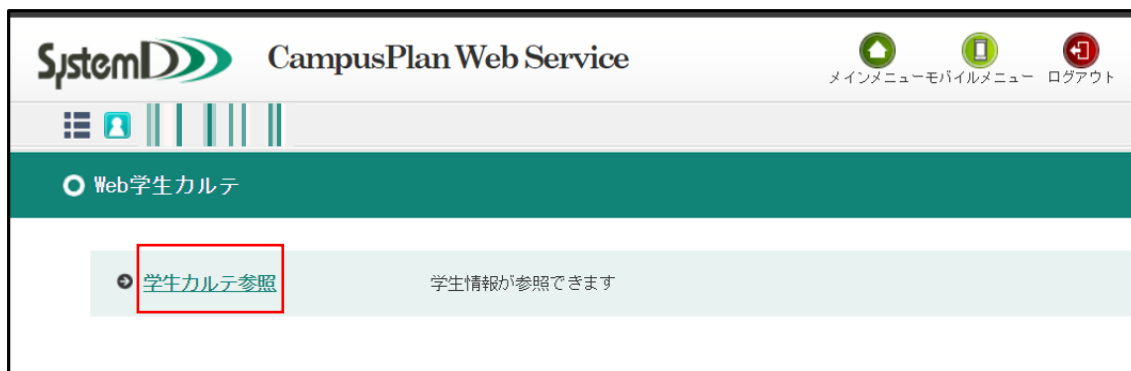 SystemD CampusPlan Web Service
メインメニュー モバイルメニュー ログアウト
Web学生カルテ
学生カルテ参照 学生情報が参照できます